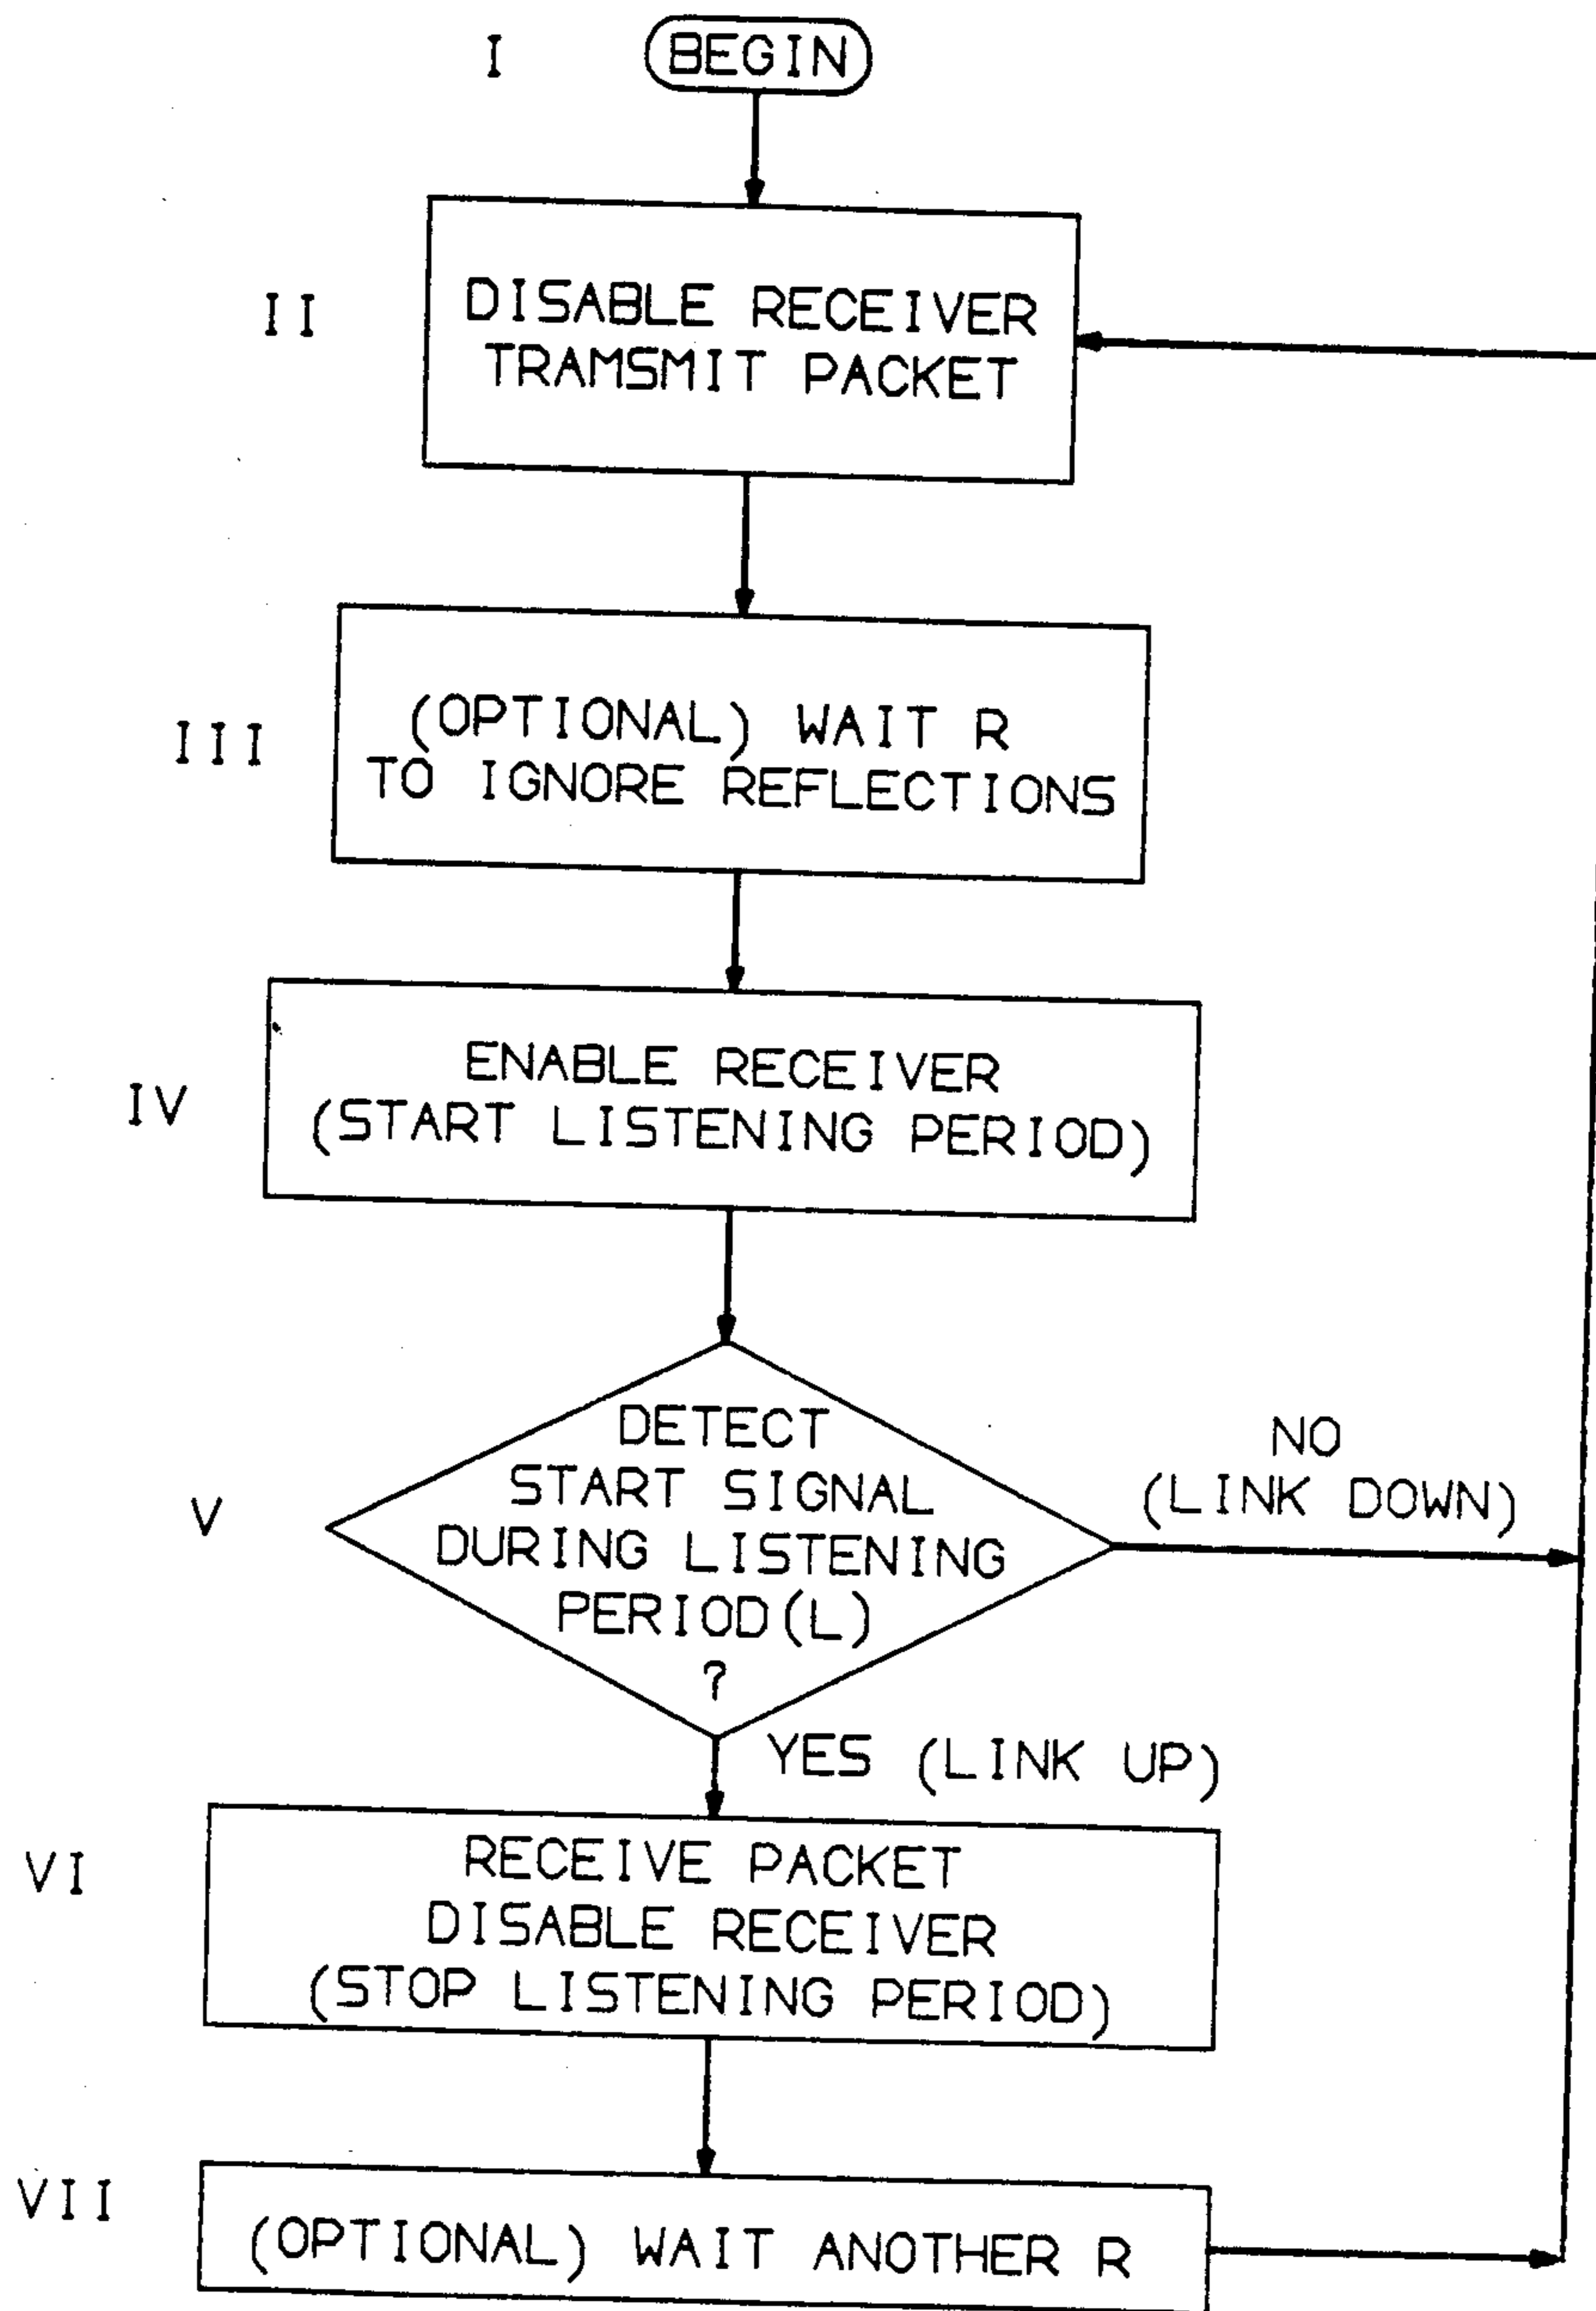 I BEGIN
II
DISABLE RECEIVER
TRAMSMIT PACKET
III
(OPTIONAL) WAIT R
TO IGNORE REFLECTIONS
IV
ENABLE RECEIVER
(START LISTENING PERIOD)
V
DETECT
START SIGNAL
DURING LISTENING
PERIOD(L)
?
NO
(LINK DOWN)
YES (LINK UP)
VI
RECEIVE PACKET
DISABLE RECEIVER
(STOP LISTENING PERIOD)
VII
(OPTIONAL) WAIT ANOTHER R